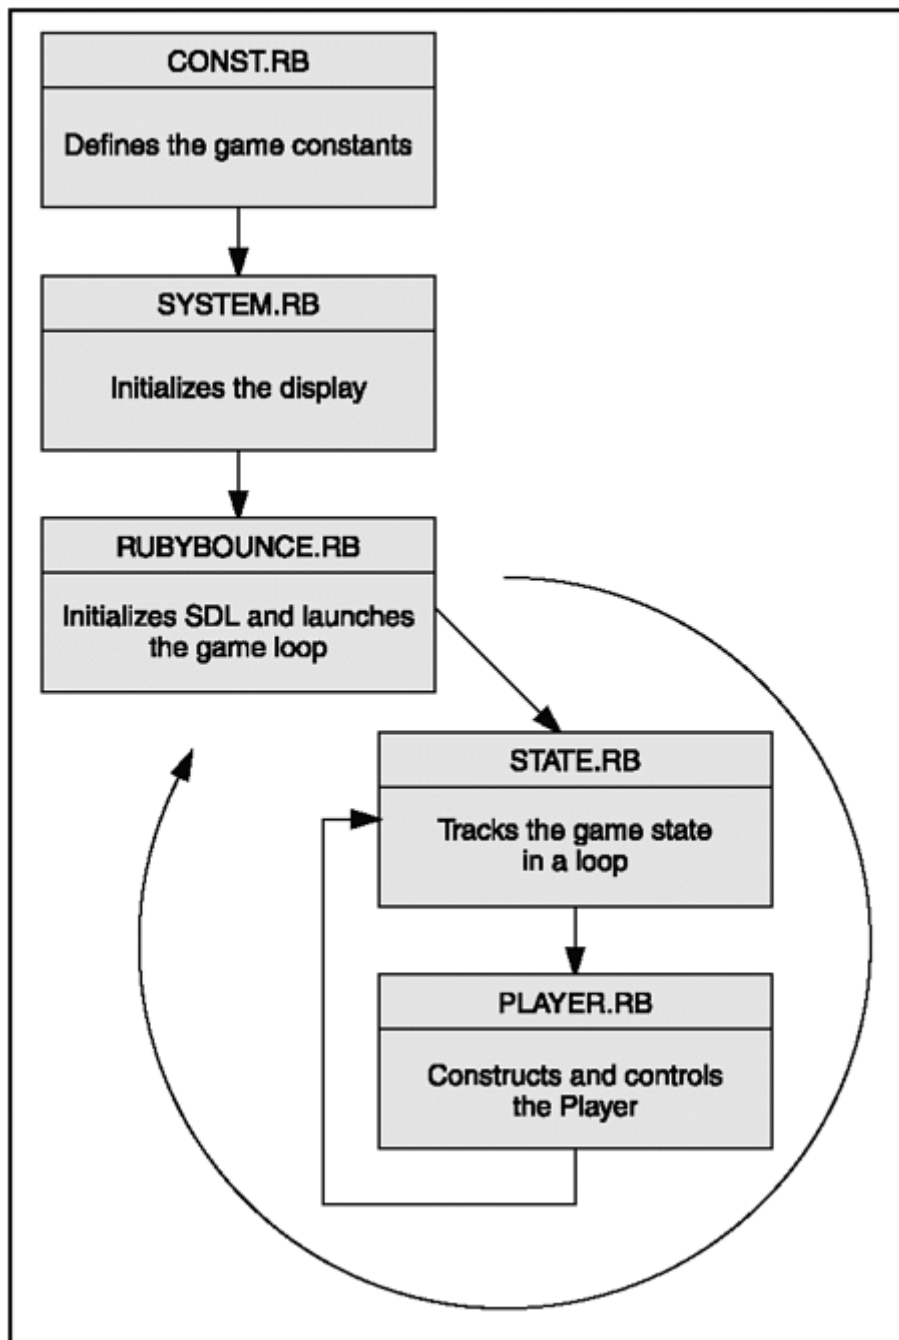 CONST.RB
Defines the game constants
SYSTEM.RB
Initializes the display
RUBYBOUNCE.RB
Initializes SDL and launches
the game loop
STATE.RB
Tracks the game state
in a loop
PLAYER.RB
Constructs and controls
the Player